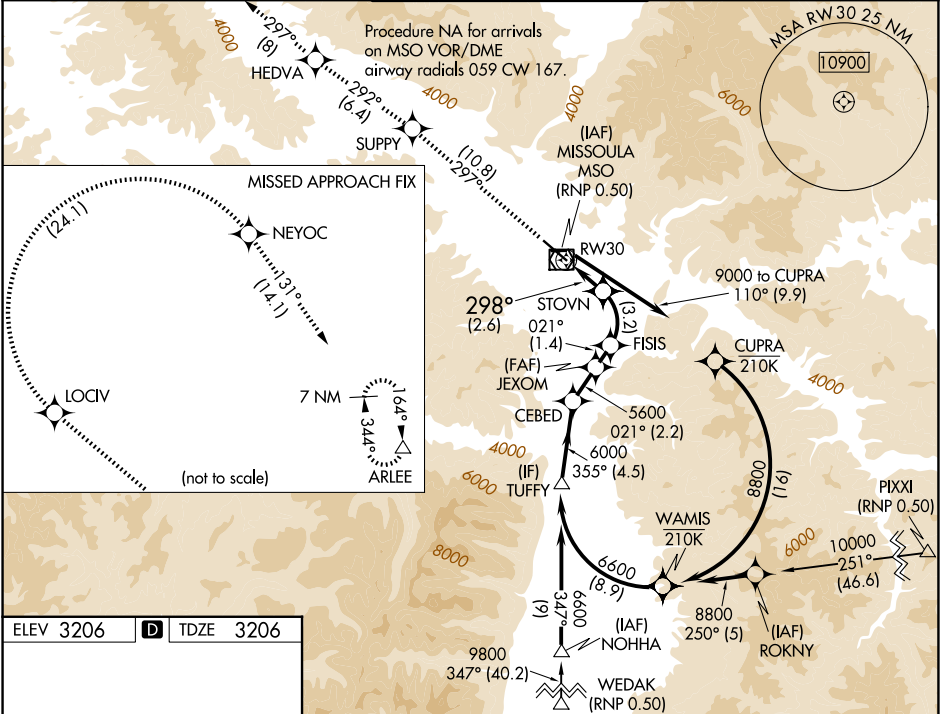 297°
(8)
HEDVA
292°
(6.4)
SUPPY
(10.8)
297°
4000
4000
4000
6000
Procedure NA for arrivals
on MSO VOR/DME
airway radials 059 CW 167.
MSA RW30 25 NM
10900
(IAF)
MISSOULA
MSO
(RNP 0.50)
RW30
9000 to CUPRA
110° (9.9)
STOVN
298°
(2.6)
(3.2)
021°
(1.4)
FISIS
(FAF)
JEXOM
CUPRA
210K
4000
CEBED
5600
021° (2.2)
4000
6000
355° (4.5)
(IF)
TUFFY
6000
8000
8800
(16)
WAMIS
210K
6000
PIXXI
(RNP 0.50)
10000
251°
(46.6)
6600
(8.9)
8800
250° (5)
(IAF)
ROKNY
6600
347°
(9)
(IAF)
NOHHA
9800
347° (40.2)
WEDAK
(RNP 0.50)
MISSED APPROACH FIX
(24.1)
NEYOC
131°
(14.1)
LOCIV
7 NM
164°
344°
ARLEE
(not to scale)
ELEV 3206 D TDZE 3206